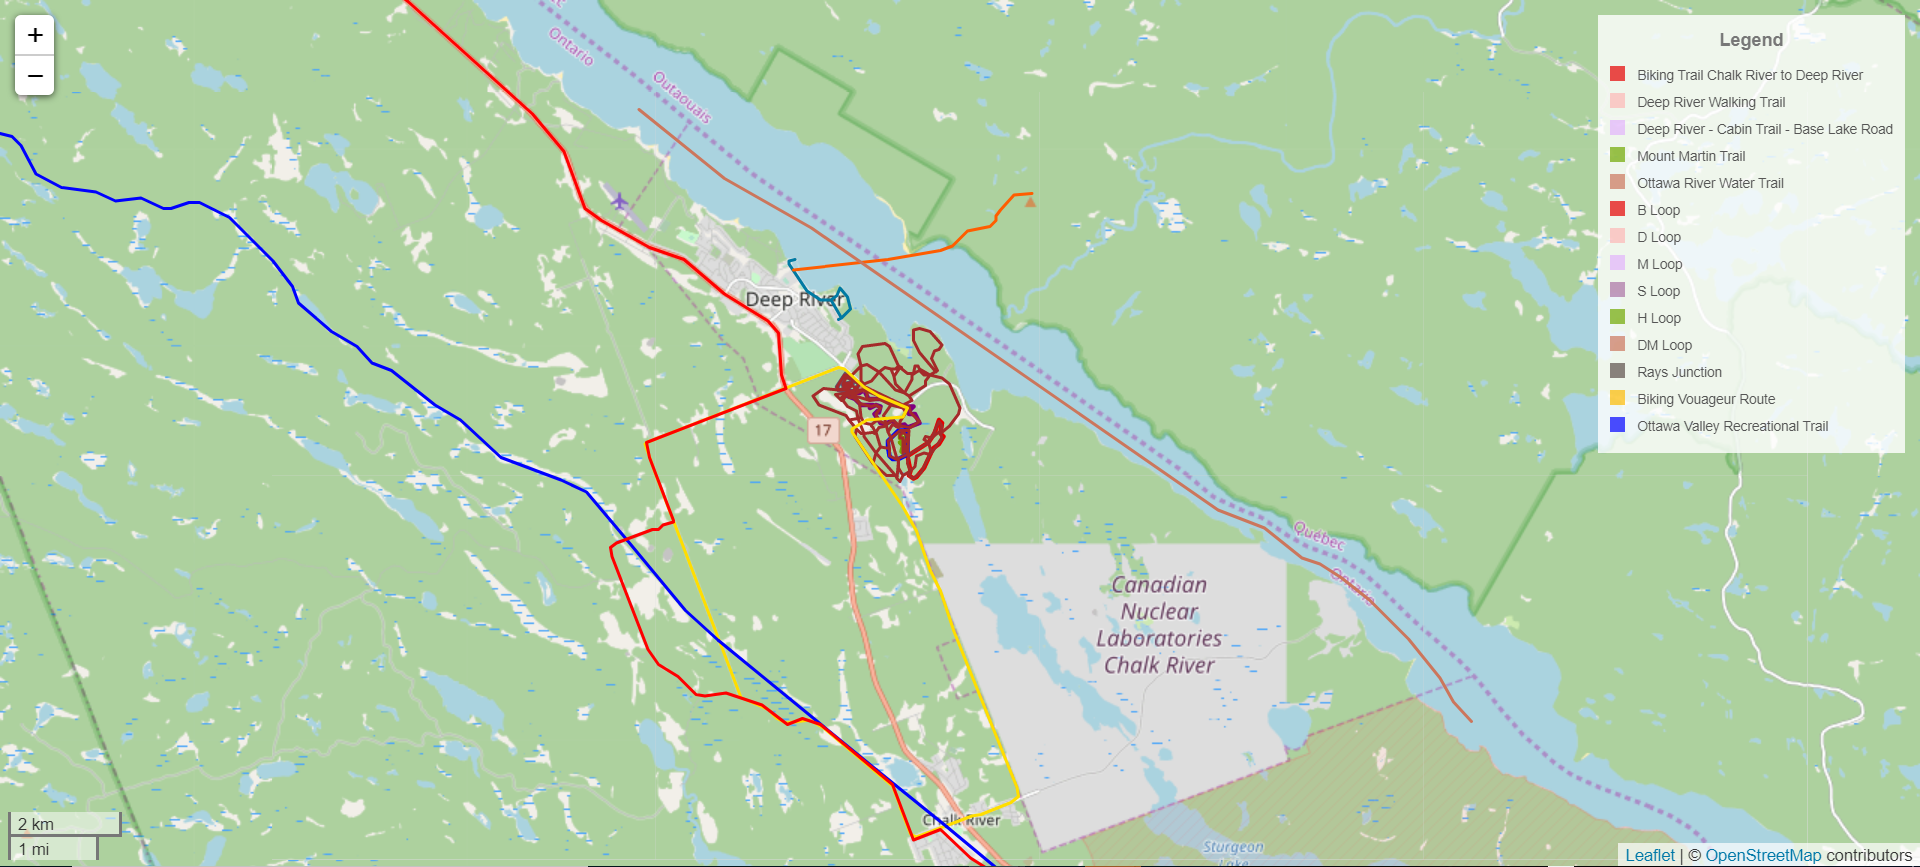 +
−
Ontario
Outaouais
Deep River
17
Québec
Ontario
Canadian
Nuclear
Laboratories
Chalk River
Chalk River
Sturgeon
Lake
2 km
1 mi
Legend
Biking Trail Chalk River to Deep River
Deep River Walking Trail
Deep River - Cabin Trail - Base Lake Road
Mount Martin Trail
Ottawa River Water Trail
B Loop
D Loop
M Loop
S Loop
H Loop
DM Loop
Rays Junction
Biking Vouageur Route
Ottawa Valley Recreational Trail
Leaflet | © OpenStreetMap contributors